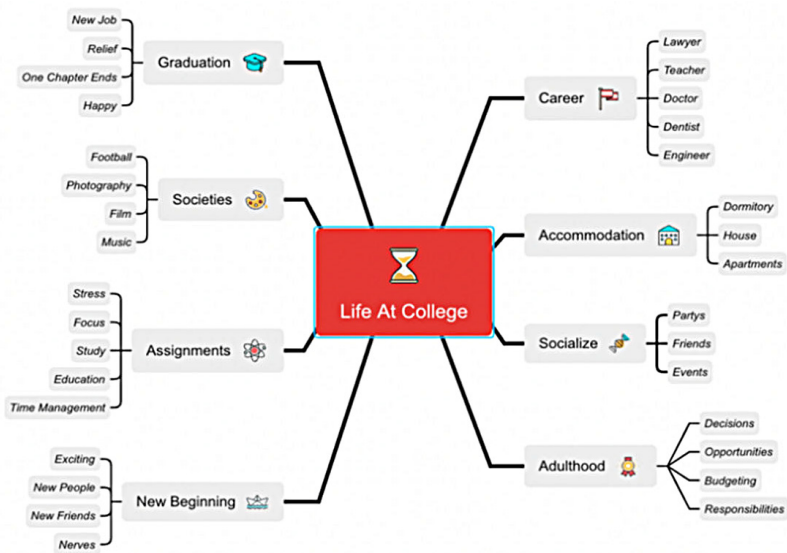 Life At College
Graduation
New Job
Relief
One Chapter Ends
Happy
Societies
Football
Photography
Film
Music
Assignments
Stress
Focus
Study
Education
Time Management
New Beginning
Exciting
New People
New Friends
Nerves
Career
Lawyer
Teacher
Doctor
Dentist
Engineer
Accommodation
Dormitory
House
Apartments
Socialize
Partys
Friends
Events
Adulthood
Decisions
Opportunities
Budgeting
Responsibilities